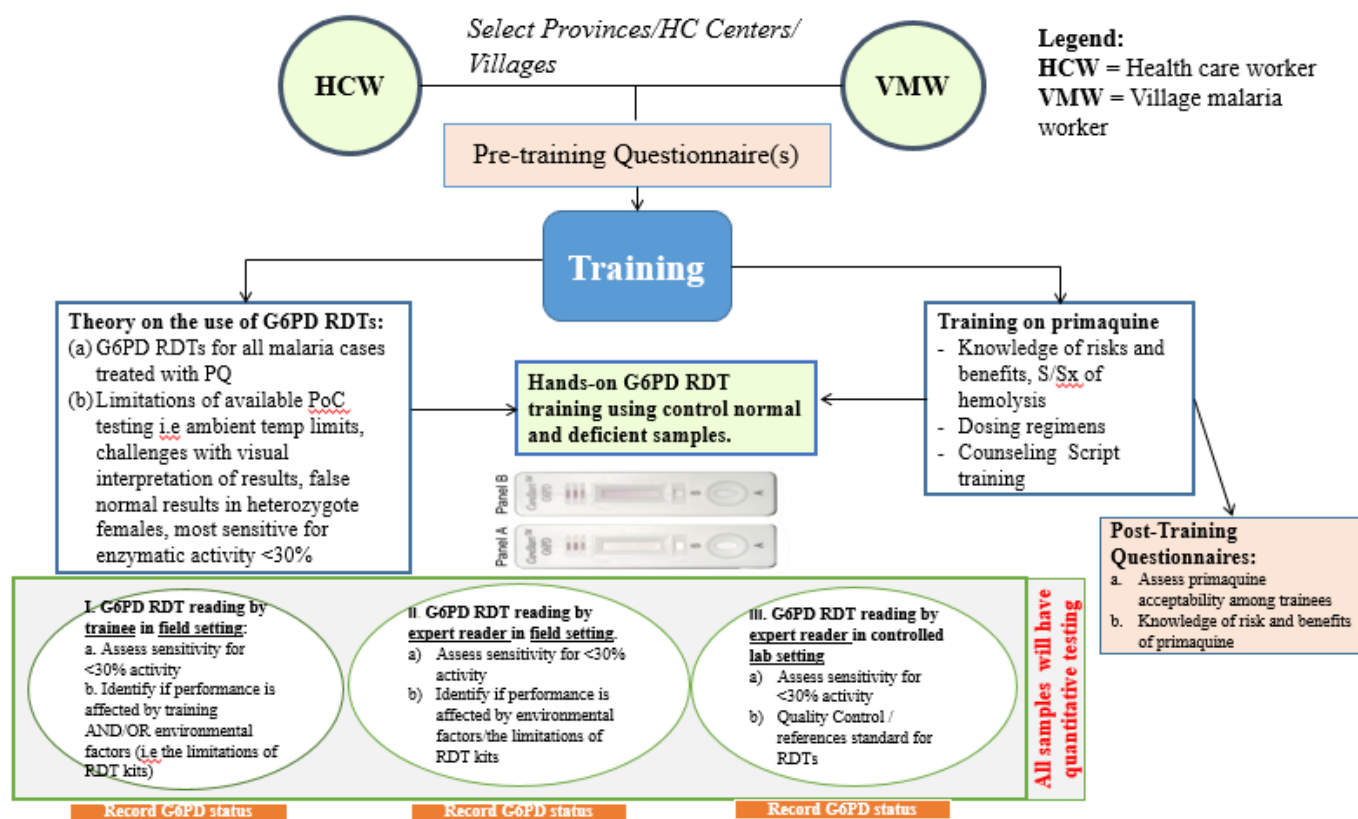 Select Provinces/HC Centers/
Villages
HCW
VMW
Legend:
HCW = Health care worker
VMW = Village malaria
worker
Pre-training Questionnaire(s)
Training
Theory on the use of G6PD RDTs:
(a) G6PD RDTs for all malaria cases
treated with PQ
(b) Limitations of available PoC
testing i.e ambient temp limits,
challenges with visual
interpretation of results, false
normal results in heterozygote
females, most sensitive for
enzymatic activity <30%
Hands-on G6PD RDT
training using control normal
and deficient samples.
Training on primaquine
- Knowledge of risks and
benefits, S/Sx of
hemolysis
- Dosing regimens
- Counseling Script
training
Panel B
G6PD
S
A
Panel A
G6PD
S
A
Post-Training
Questionnaires:
a. Assess primaquine
acceptability among trainees
b. Knowledge of risk and benefits
of primaquine
I. G6PD RDT reading by
trainee in field setting:
a. Assess sensitivity for
<30% activity
b. Identify if performance is
affected by training
AND/OR environmental
factors (i.e the limitations of
RDT kits)
II. G6PD RDT reading by
expert reader in field setting.
a) Assess sensitivity for <30%
activity
b) Identify if performance is
affected by environmental
factors/the limitations of
RDT kits
III. G6PD RDT reading by
expert reader in controlled
lab setting
a) Assess sensitivity for
<30% activity
b) Quality Control /
references standard for
RDTs
All samples will have
quantitative testing
Record G6PD status
Record G6PD status
Record G6PD status